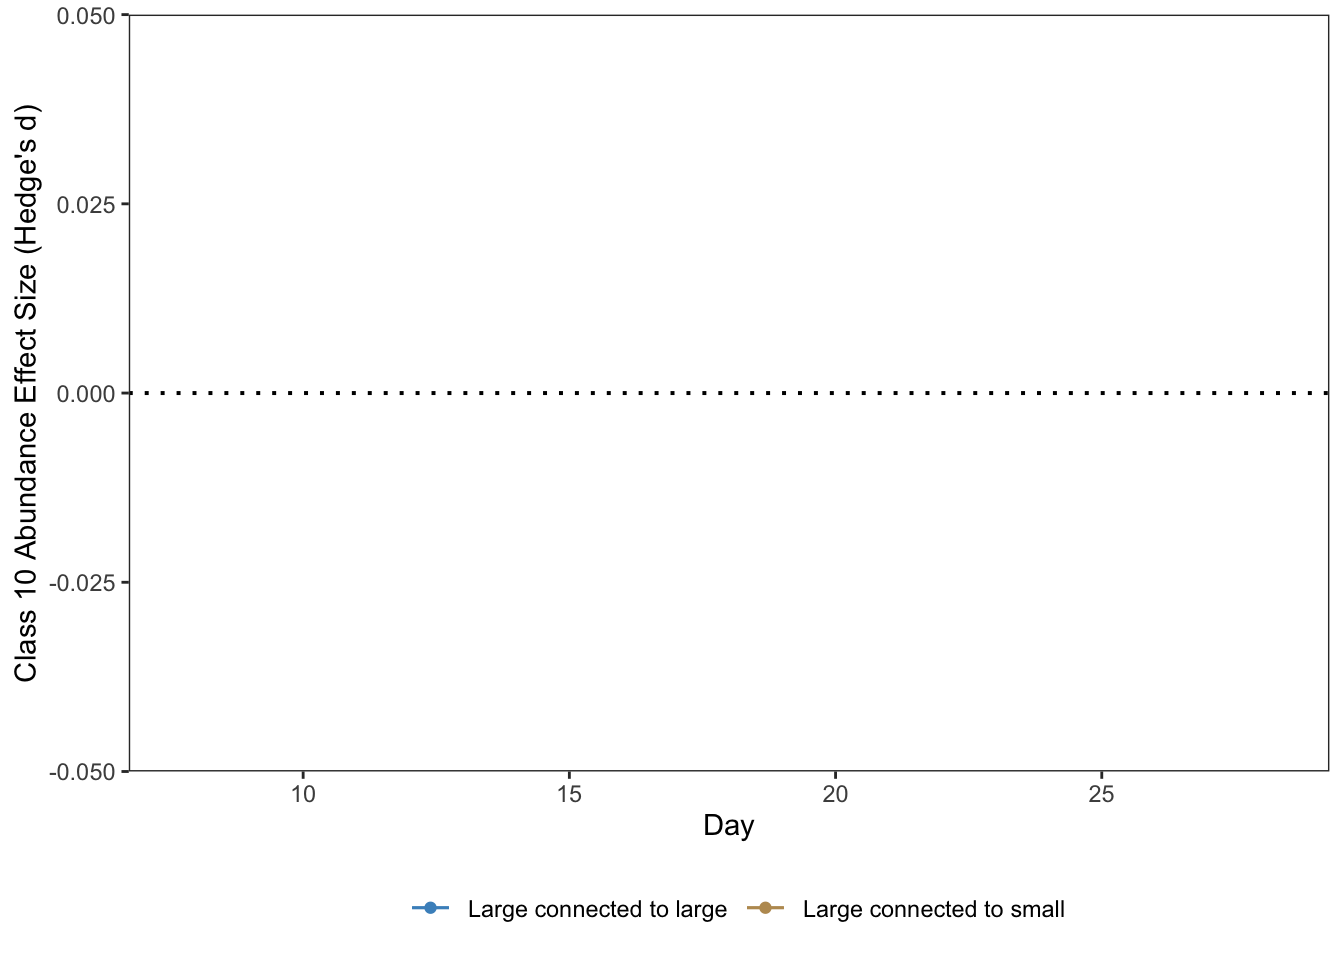 Class 10 Abundance Effect Size (Hedge's d)
0.050
0.025
0.000
-0.025
-0.050
10 15 20 25
Day
Large connected to large Large connected to small